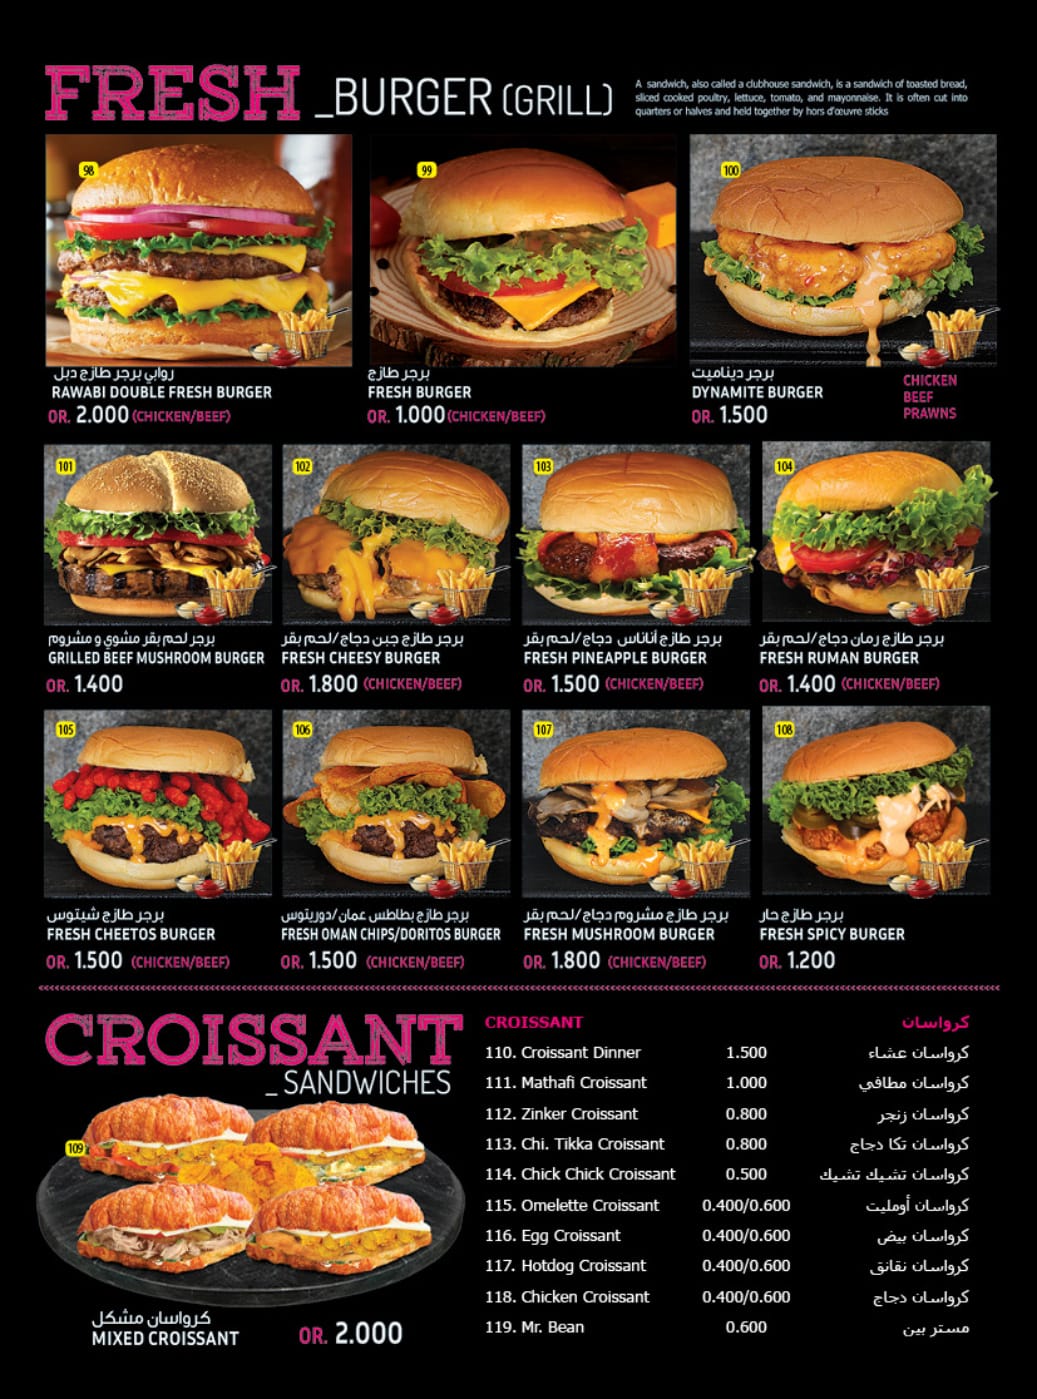 FRESH _BURGER (GRILL)
A sandwich, also called a clubhouse sandwich, is a sandwich of toasted bread,
sliced cooked poultry, lettuce, tomato, and mayonnaise. It is often cut into
quarters or halves and held together by hors d'œuvre sticks
98
روابي برجر طازج دبل
RAWABI DOUBLE FRESH BURGER
OR. 2.000 (CHICKEN/BEEF)
99
برجر طازج
FRESH BURGER
OR. 1.000 (CHICKEN/BEEF)
100
برجر ديناميت
DYNAMITE BURGER
OR. 1.500
CHICKEN
BEEF
PRAWNS
101
برجر لحم بقر مشوي و مشروم
GRILLED BEEF MUSHROOM BURGER
OR. 1.400
102
برجر طازج جبن دجاج/لحم بقر
FRESH CHEESY BURGER
OR. 1.800 (CHICKEN/BEEF)
103
برجر طازج أناناس دجاج/لحم بقر
FRESH PINEAPPLE BURGER
OR. 1.500 (CHICKEN/BEEF)
104
برجر طازج رمان دجاج/لحم بقر
FRESH RUMAN BURGER
OR. 1.400 (CHICKEN/BEEF)
105
برجر طازج شيتوس
FRESH CHEETOS BURGER
OR. 1.500 (CHICKEN/BEEF)
106
برجر طازج بطاطس عمان/دوريتوس
FRESH OMAN CHIPS/DORITOS BURGER
OR. 1.500 (CHICKEN/BEEF)
107
برجر طازج مشروم دجاج/لحم بقر
FRESH MUSHROOM BURGER
OR. 1.800 (CHICKEN/BEEF)
108
برجر طازج حار
FRESH SPICY BURGER
OR. 1.200
CROISSANT
_ SANDWICHES
109
كرواسان مشكل
MIXED CROISSANT
OR. 2.000
CROISSANT كرواسان
110. Croissant Dinner 1.500 كرواسان عشاء
111. Mathafi Croissant 1.000 كرواسان مطافي
112. Zinker Croissant 0.800 كرواسان زنجر
113. Chi. Tikka Croissant 0.800 كرواسان تكا دجاج
114. Chick Chick Croissant 0.500 كرواسان تشيك تشيك
115. Omelette Croissant 0.400/0.600 كرواسان أومليت
116. Egg Croissant 0.400/0.600 كرواسان بيض
117. Hotdog Croissant 0.400/0.600 كرواسان نقانق
118. Chicken Croissant 0.400/0.600 كرواسان دجاج
119. Mr. Bean 0.600 مستر بين